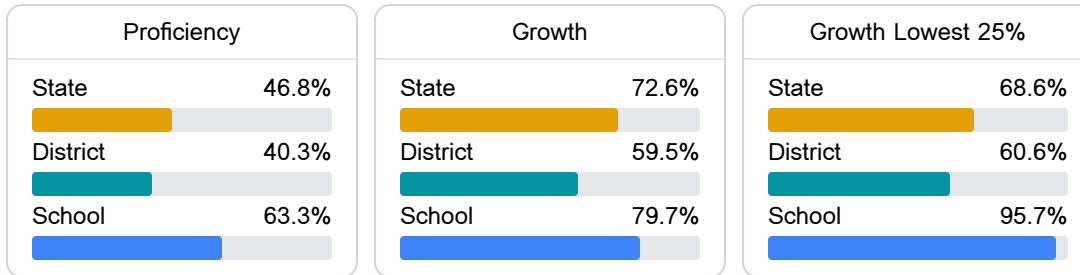 Proficiency
State 46.8%
District 40.3%
School 63.3%
Growth
State 72.6%
District 59.5%
School 79.7%
Growth Lowest 25%
State 68.6%
District 60.6%
School 95.7%